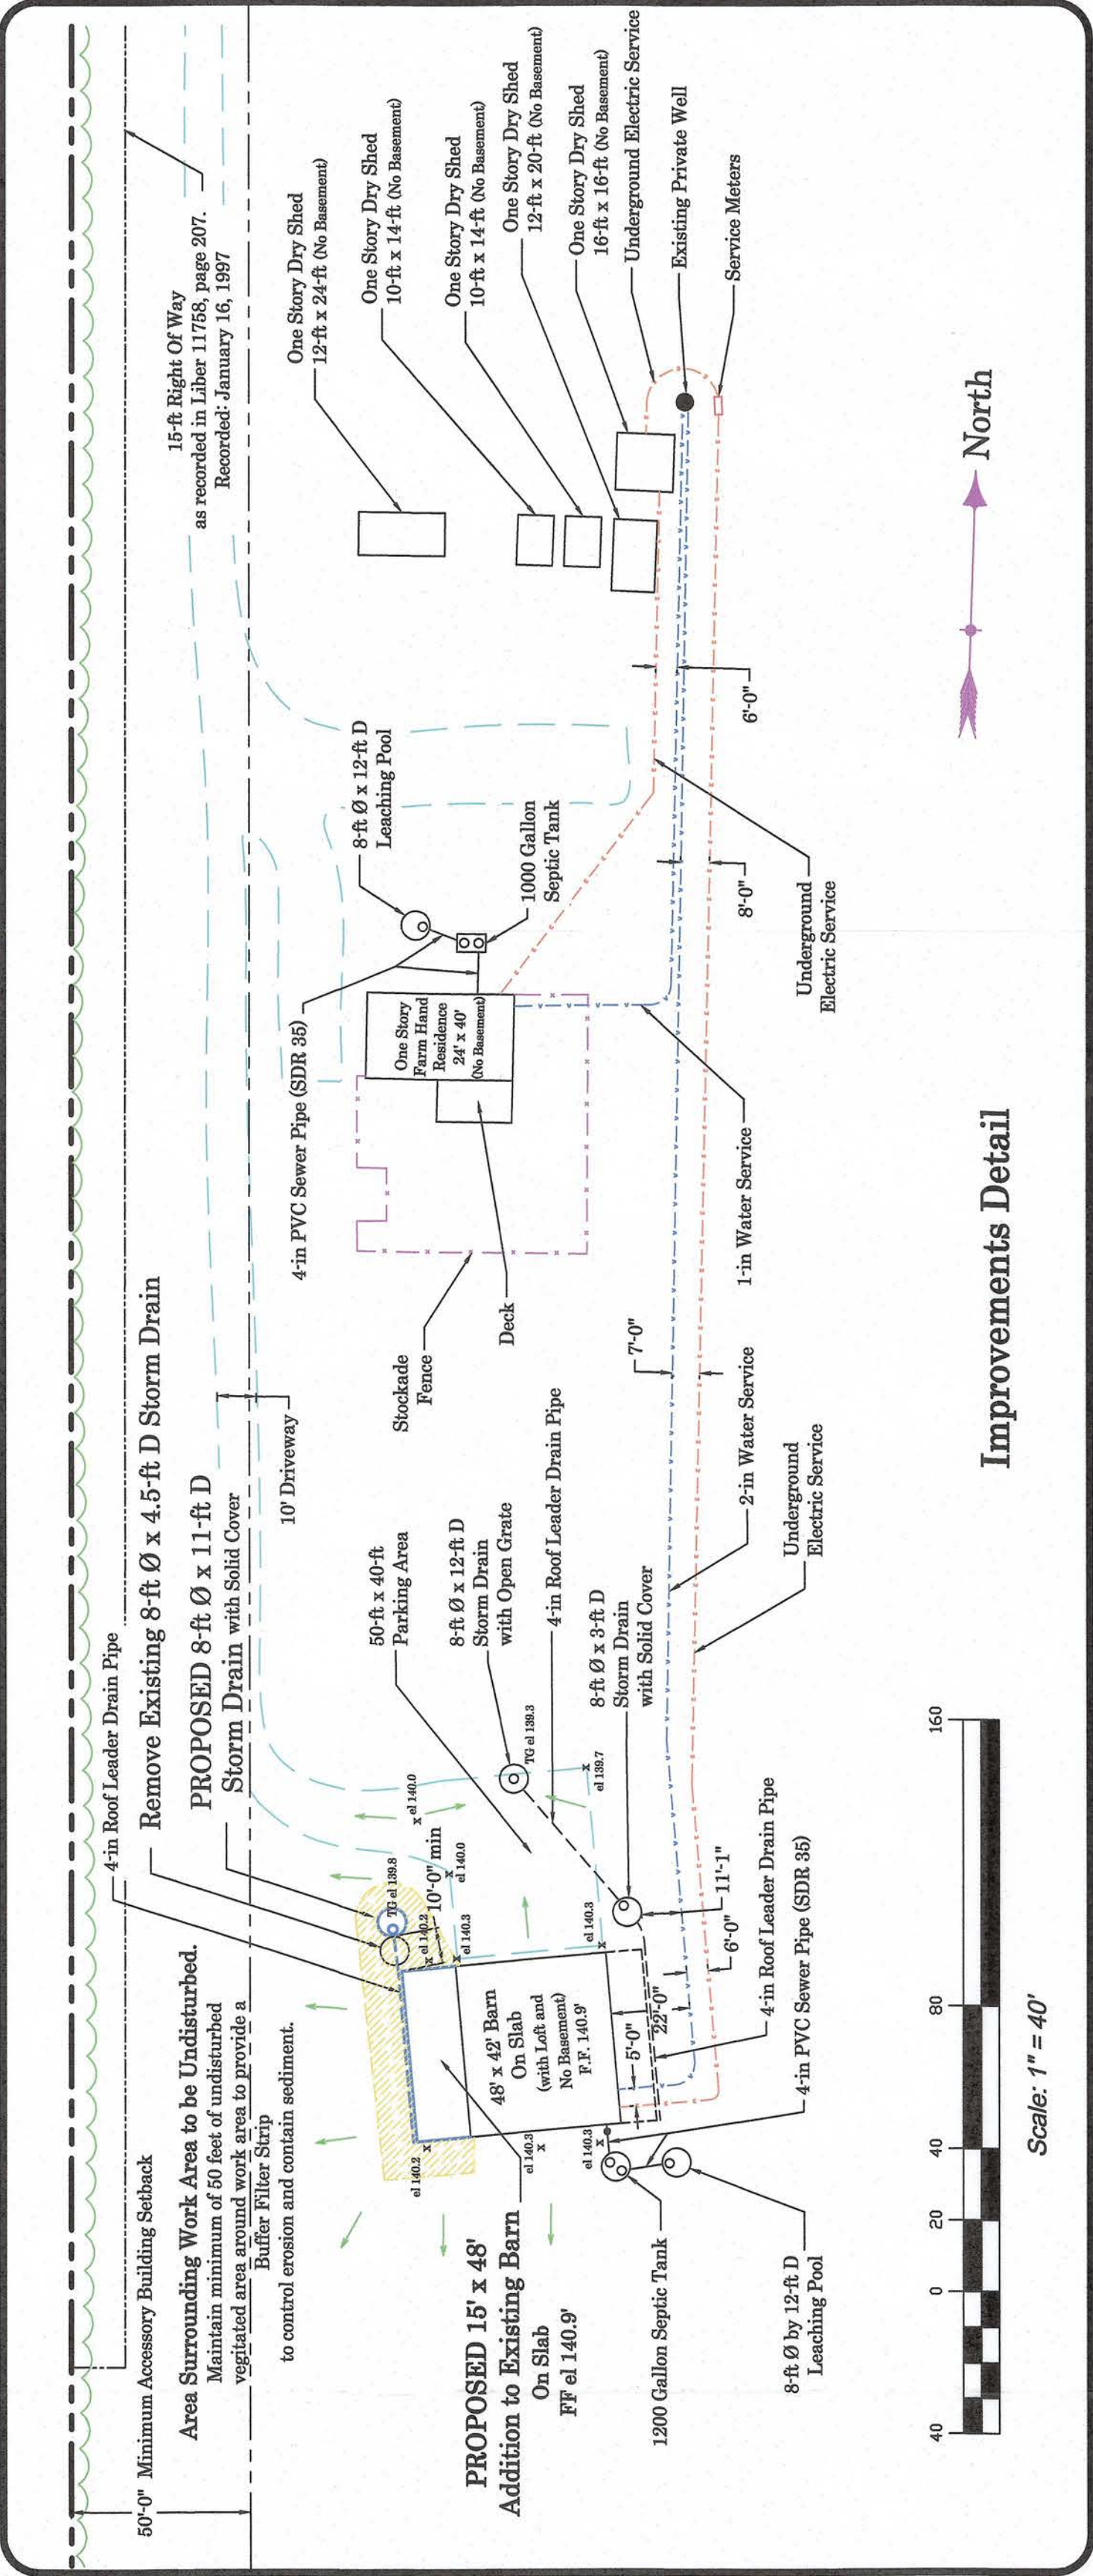 50'-0" Minimum Accessory Building Setback
Area Surrounding Work Area to be Undisturbed.
Maintain minimum of 50 feet of undisturbed
vegitated area around work area to provide a
Buffer Filter Strip
to control erosion and contain sediment.
4-in Roof Leader Drain Pipe
Remove Existing 8-ft Ø x 4.5-ft D Storm Drain
PROPOSED 8-ft Ø x 11-ft D
Storm Drain with Solid Cover
10' Driveway
15-ft Right Of Way
as recorded in Liber 11758, page 207.
Recorded: January 16, 1997
One Story Dry Shed
12-ft x 24-ft (No Basement)
One Story Dry Shed
10-ft x 14-ft (No Basement)
One Story Dry Shed
10-ft x 14-ft (No Basement)
One Story Dry Shed
12-ft x 20-ft (No Basement)
One Story Dry Shed
16-ft x 16-ft (No Basement)
Underground Electric Service
Existing Private Well
Service Meters
4-in PVC Sewer Pipe (SDR 35)
8-ft Ø x 12-ft D
Leaching Pool
1000 Gallon
Septic Tank
One Story
Farm Hand
Residence
24' x 40'
(No Basement)
Stockade
Fence
Deck
50-ft x 40-ft
Parking Area
8-ft Ø x 12-ft D
Storm Drain
with Open Grate
4-in Roof Leader Drain Pipe
8-ft Ø x 3-ft D
Storm Drain
with Solid Cover
TG el 139.8
el 140.2
10'-0" min
el 140.0
el 140.0
el 140.3
TG el 139.3
el 139.7
el 140.3
48' x 42' Barn
On Slab
(with Loft and
No Basement)
F.F. 140.9'
el 140.2
el 140.3
el 140.3
5'-0"
22'-0"
11'-1"
6'-0"
7'-0"
8'-0"
6'-0"
PROPOSED 15' x 48'
Addition to Existing Barn
On Slab
FF el 140.9'
1200 Gallon Septic Tank
8-ft Ø by 12-ft D
Leaching Pool
4-in Roof Leader Drain Pipe
4-in PVC Sewer Pipe (SDR 35)
2-in Water Service
Underground
Electric Service
1-in Water Service
Underground
Electric Service
North
Improvements Detail
40
0
20
40
80
160
Scale: 1" = 40'